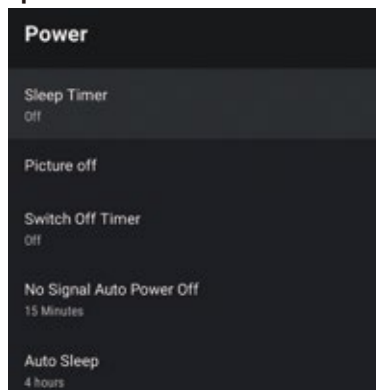 Power
Sleep Timer
Off
Picture off
Switch Off Timer
Off
No Signal Auto Power Off
15 Minutes
Auto Sleep
4 hours